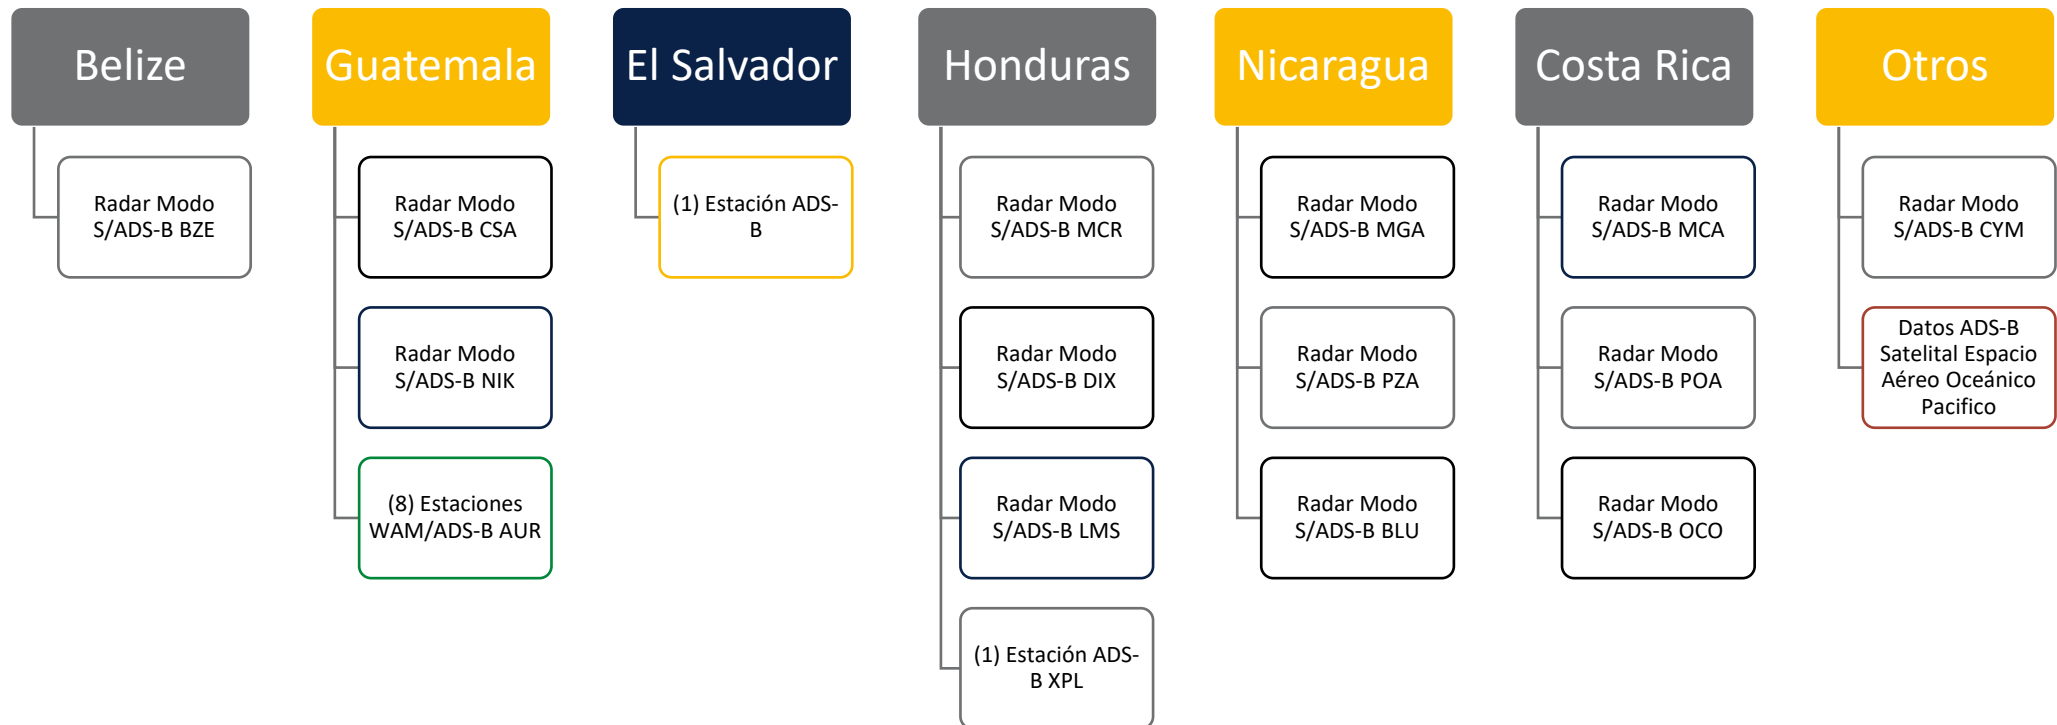 Belize
Radar Modo
S/ADS-B BZE
Guatemala
Radar Modo
S/ADS-B CSA
Radar Modo
S/ADS-B NIK
(8) Estaciones
WAM/ADS-B AUR
El Salvador
(1) Estación ADS-
B
Honduras
Radar Modo
S/ADS-B MCR
Radar Modo
S/ADS-B DIX
Radar Modo
S/ADS-B LMS
(1) Estación ADS-
B XPL
Nicaragua
Radar Modo
S/ADS-B MGA
Radar Modo
S/ADS-B PZA
Radar Modo
S/ADS-B BLU
Costa Rica
Radar Modo
S/ADS-B MCA
Radar Modo
S/ADS-B POA
Radar Modo
S/ADS-B OCO
Otros
Radar Modo
S/ADS-B CYM
Datos ADS-B
Satelital Espacio
Aéreo Oceánico
Pacifico